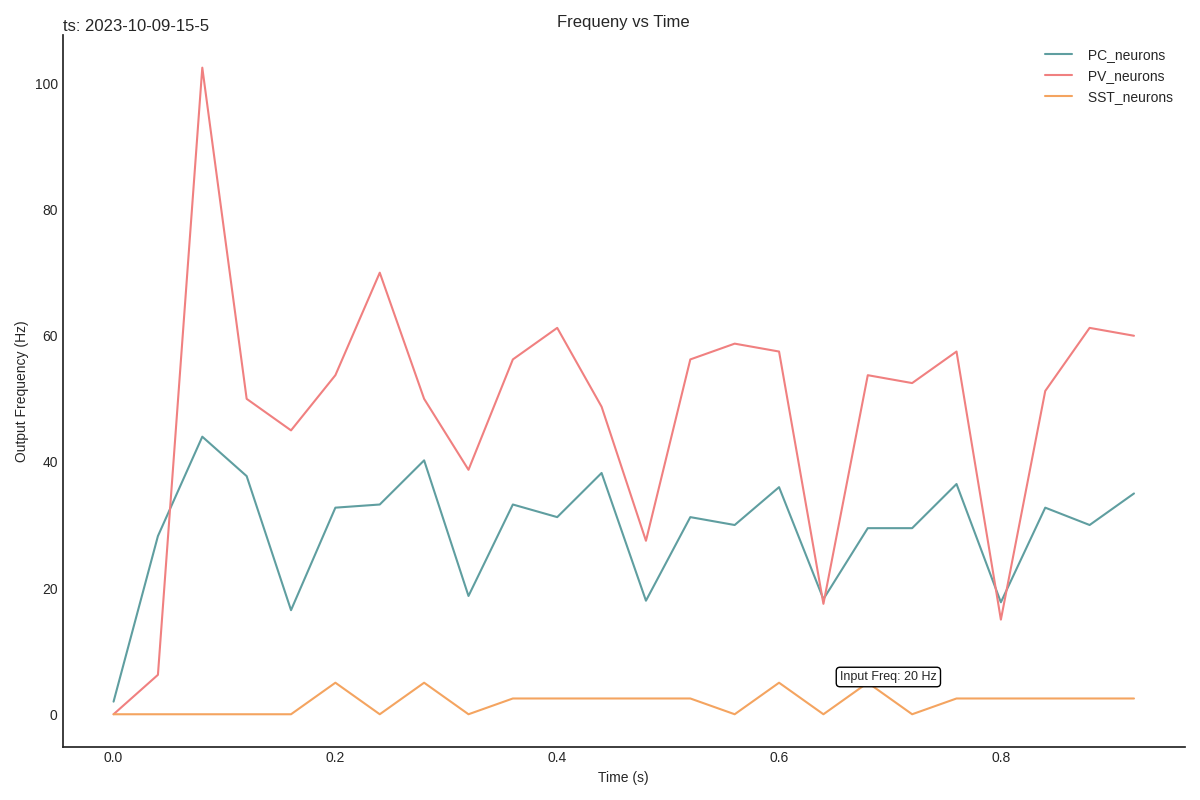 ts: 2023-10-09-15-5
Frequeny vs Time
PC_neurons
PV_neurons
SST_neurons
Output Frequency (Hz)
100
80
60
40
20
0
Input Freq: 20 Hz
0.0 0.2 0.4 0.6 0.8
Time (s)